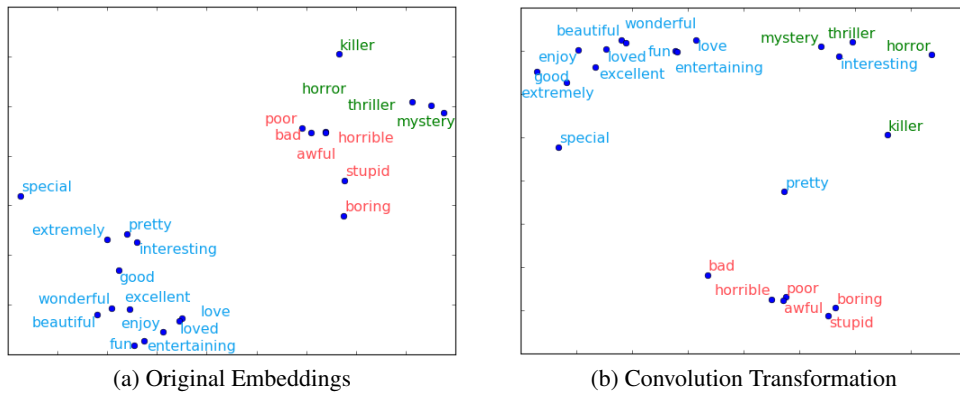 killer
horror
thriller
mystery
poor
bad
horrible
awful
stupid
boring
special
extremely
pretty
interesting
good
wonderful
excellent
beautiful
enjoy
love
loved
fun
entertaining
(a) Original Embeddings
beautiful
wonderful
enjoy
loved
fun
love
mystery
thriller
horror
good
excellent
entertaining
interesting
extremely
killer
special
pretty
bad
horrible
poor
awful
boring
stupid
(b) Convolution Transformation